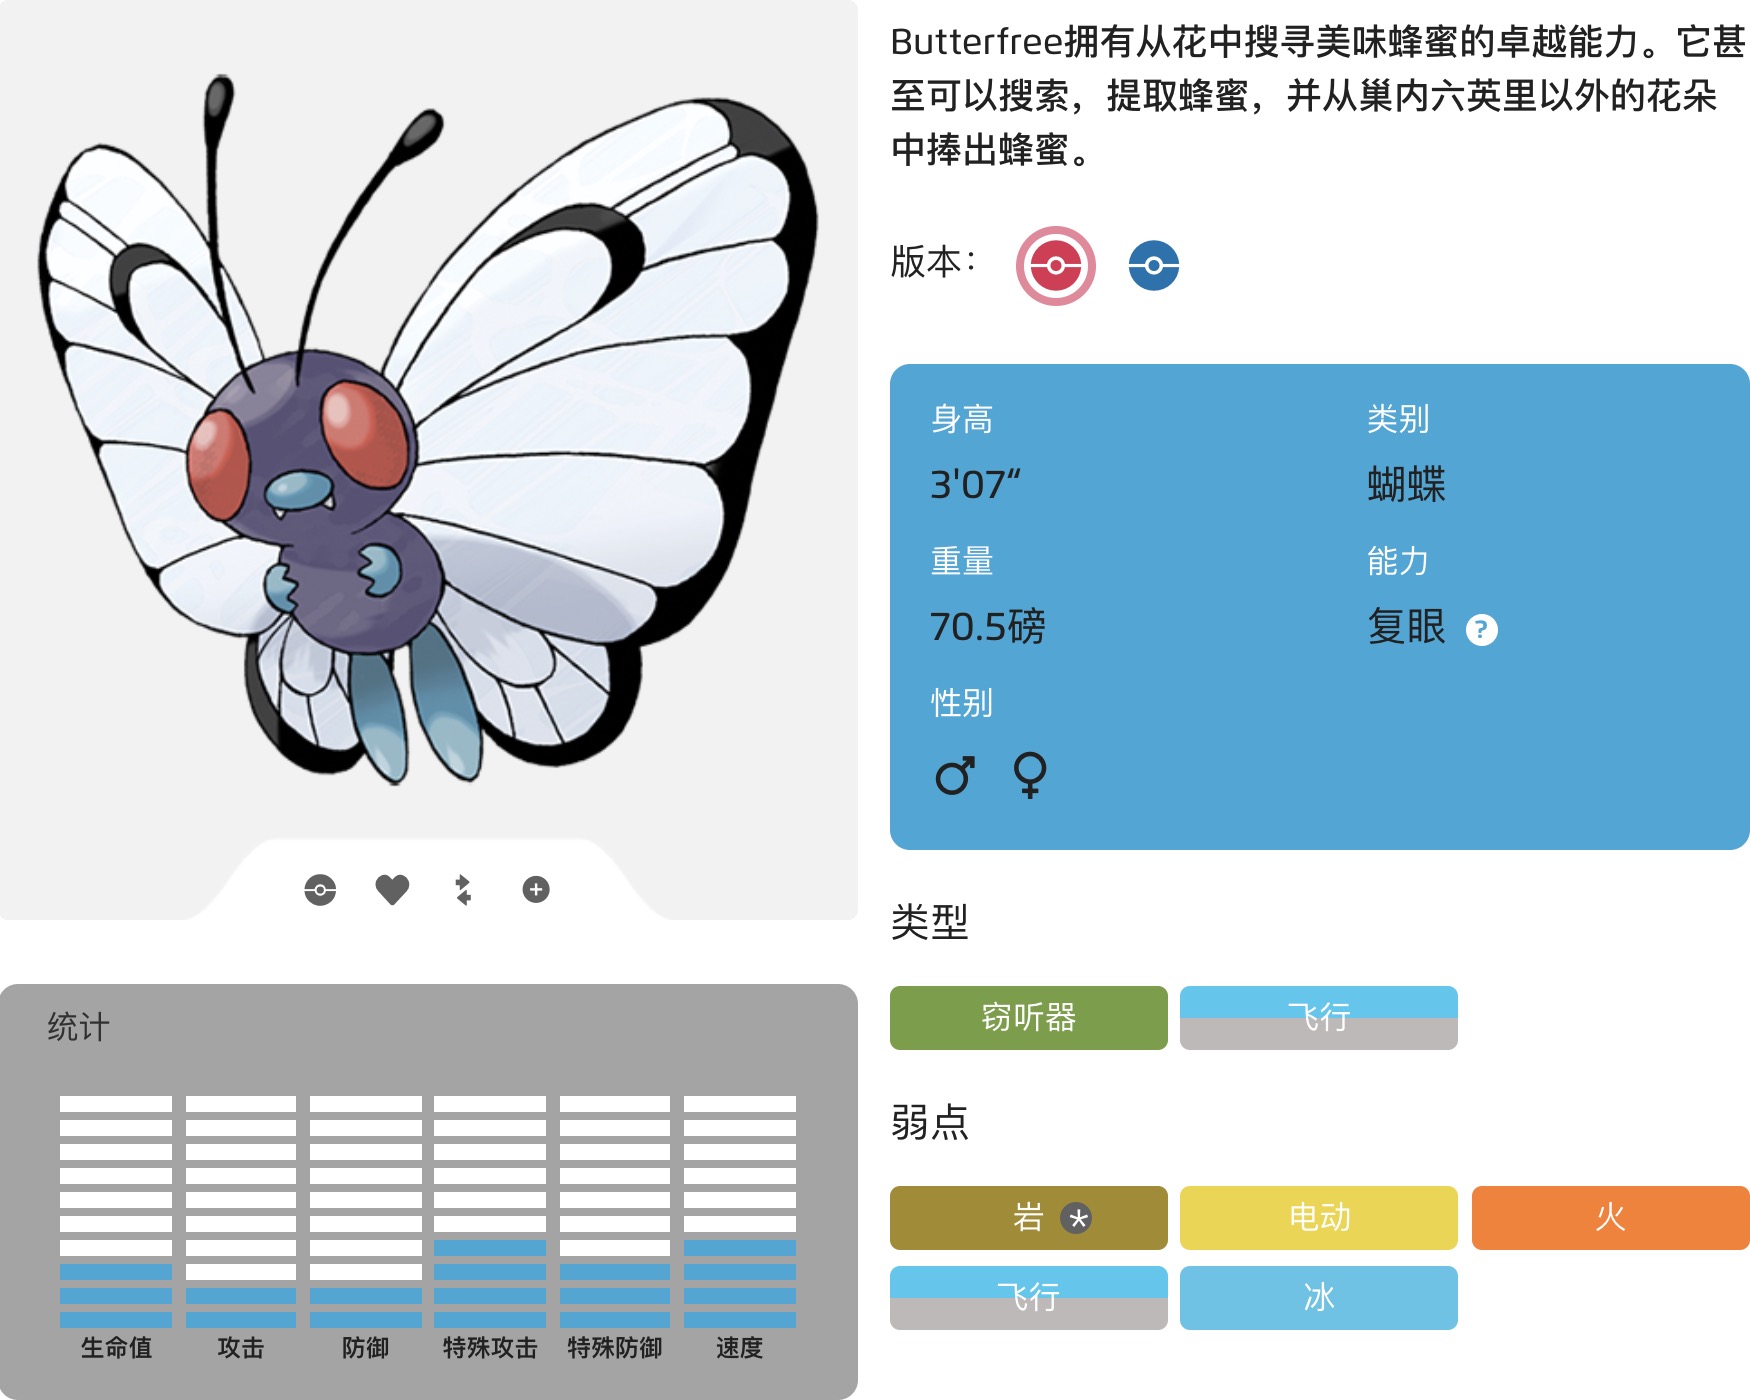 Butterfree拥有从花中搜寻美味蜂蜜的卓越能力。它甚
至可以搜索，提取蜂蜜，并从巢内六英里以外的花朵
中捧出蜂蜜。
版本：
身高
类别
3'07“
蝴蝶
重量
能力
70.5磅
复眼 ?
性别
♂ ♀
类型
窃听器
飞行
弱点
岩 *
电动
火
飞行
冰
统计
生命值
攻击
防御
特殊攻击
特殊防御
速度